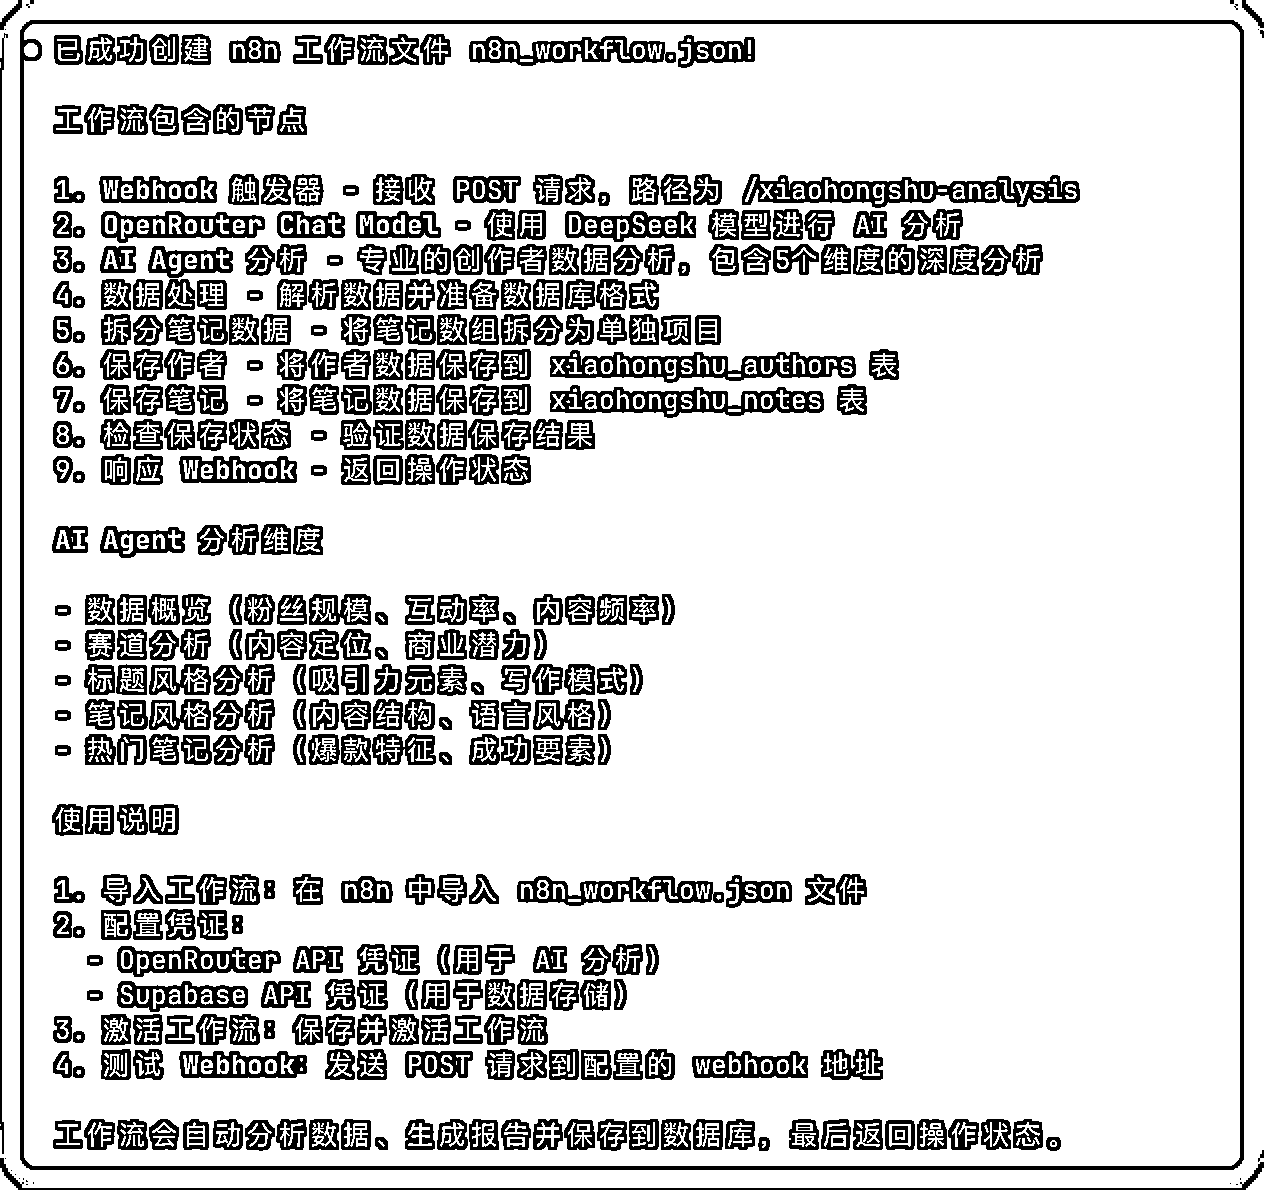 已成功创建 n8n 工作流文件 n8n_workflow.json!
工作流包含的节点
1. Webhook 触发器 - 接收 POST 请求，路径为 /xiaohongshu-analysis
2. OpenRouter Chat Model - 使用 DeepSeek 模型进行 AI 分析
3. AI Agent 分析 - 专业的创作者数据分析，包含5个维度的深度分析
4. 数据处理 - 解析数据并准备数据库格式
5. 拆分笔记数据 - 将笔记数组拆分为单独项目
6. 保存作者 - 将作者数据保存到 xiaohongshu_authors 表
7. 保存笔记 - 将笔记数据保存到 xiaohongshu_notes 表
8. 检查保存状态 - 验证数据保存结果
9. 响应 Webhook - 返回操作状态
AI Agent 分析维度
- 数据概览（粉丝规模、互动率、内容频率）
- 赛道分析（内容定位、商业潜力）
- 标题风格分析（吸引力元素、写作模式）
- 笔记风格分析（内容结构、语言风格）
- 热门笔记分析（爆款特征、成功要素）
使用说明
1. 导入工作流：在 n8n 中导入 n8n_workflow.json 文件
2. 配置凭证：
- OpenRouter API 凭证（用于 AI 分析）
- Supabase API 凭证（用于数据存储）
3. 激活工作流：保存并激活工作流
4. 测试 Webhook：发送 POST 请求到配置的 webhook 地址
工作流会自动分析数据、生成报告并保存到数据库，最后返回操作状态。